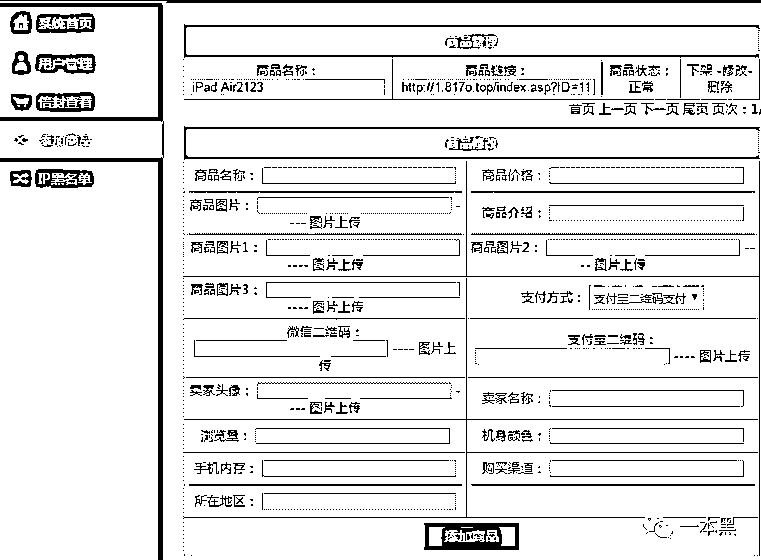 系统首页
用户管理
信封查看
添加商品
IP黑名单
商品管理
商品名称：
iPad Air2123
商品链接：
http://1.817o.top/index.asp?ID=11
商品状态：
正常
下架 -修改-
删除
首页 上一页 下一页 尾页 页次：1/
商品修改
商品名称：
商品价格：
商品图片： -
--- 图片上传
商品介绍：
商品图片1：
---- 图片上传
商品图片2： --
-- 图片上传
商品图片3：
---- 图片上传
支付方式： 支付宝二维码支付
微信二维码：
---- 图片上
传
支付宝二维码：
---- 图片上传
卖家头像： -
--- 图片上传
卖家名称：
浏览量：
机身颜色：
手机内存：
购买渠道：
所在地区：
添加商品
一本黑